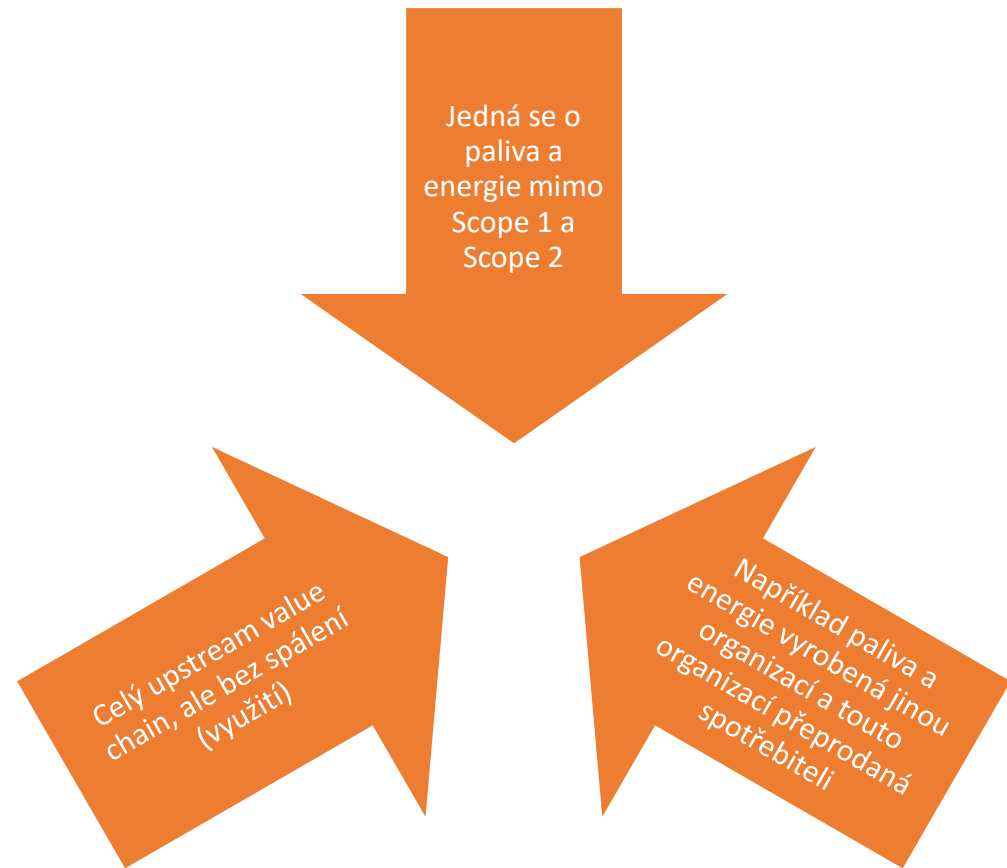 Jedná se o
paliva a
energie mimo
Scope 1 a
Scope 2
Celý upstream value
chain, ale bez spálení
(využití)
Například paliva a
energie vyrobená jinou
organizací a touto
organizací přeprodaná
spotřebiteli